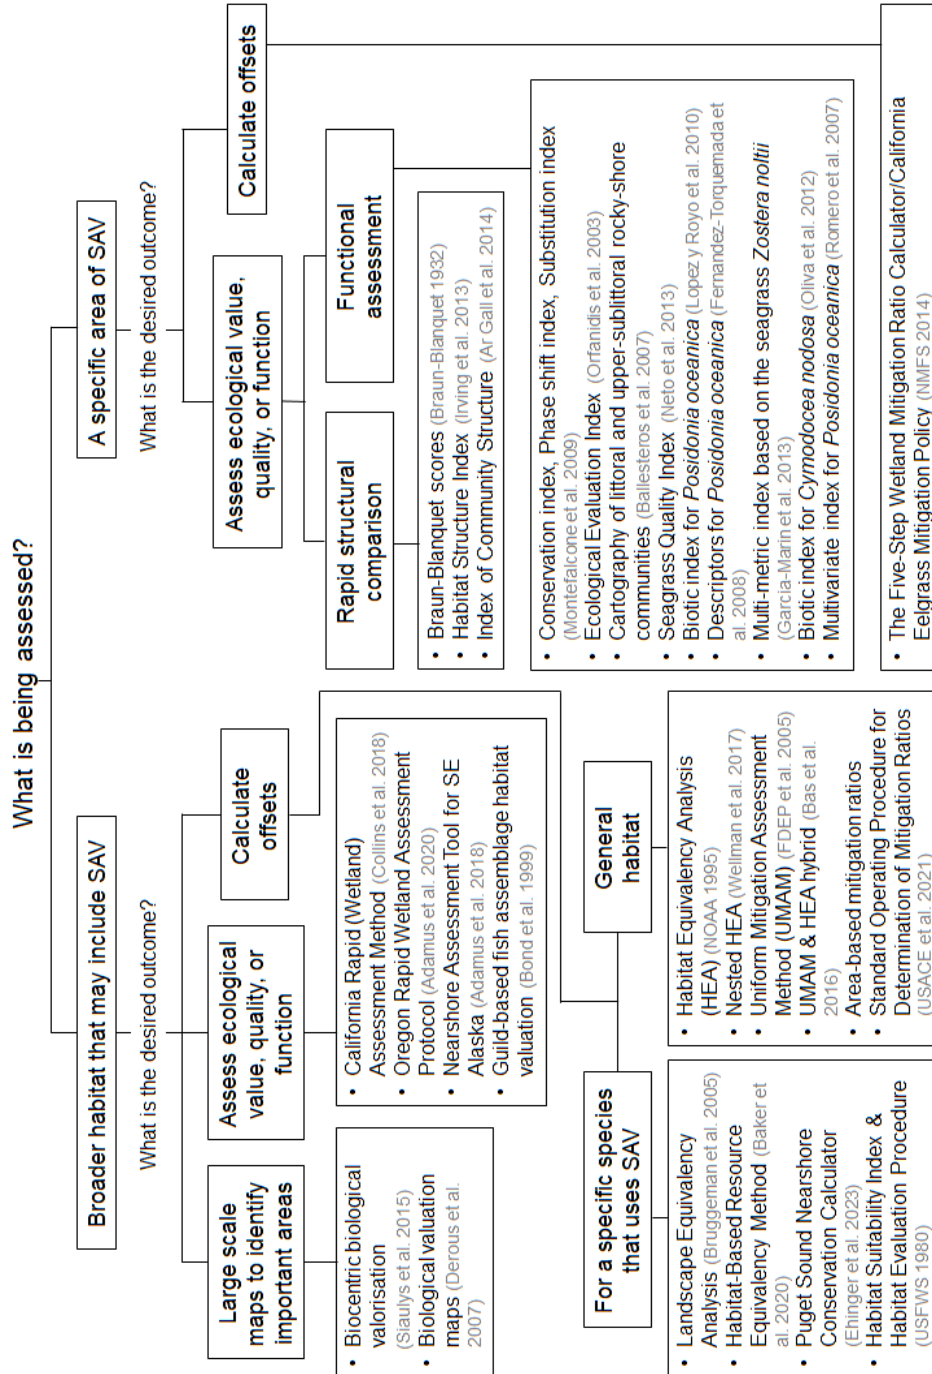 What is being assessed?
Broader habitat that may include SAV
What is the desired outcome?
Large scale
maps to identify
important areas
Assess ecological
value, quality, or
function
Calculate
offsets
• Biocentric biological
valorisation
(Siaulys et al. 2015)
• Biological valuation
maps (Derous et al.
2007)
• California Rapid (Wetland)
Assessment Method (Collins et al. 2018)
• Oregon Rapid Wetland Assessment
Protocol (Adamus et al. 2020)
• Nearshore Assessment Tool for SE
Alaska (Adamus et al. 2018)
• Guild-based fish assemblage habitat
valuation (Bond et al. 1999)
For a specific species
that uses SAV
General
habitat
• Landscape Equivalency
Analysis (Bruggeman et al. 2005)
• Habitat-Based Resource
Equivalency Method (Baker et
al. 2020)
• Puget Sound Nearshore
Conservation Calculator
(Ehinger et al. 2023)
• Habitat Suitability Index &
Habitat Evaluation Procedure
(USFWS 1980)
• Habitat Equivalency Analysis
(HEA) (NOAA 1995)
• Nested HEA (Wellman et al. 2017)
• Uniform Mitigation Assessment
Method (UMAM) (FDEP et al. 2005)
• UMAM & HEA hybrid (Bas et al.
2016)
• Area-based mitigation ratios
• Standard Operating Procedure for
Determination of Mitigation Ratios
(USACE et al. 2021)
A specific area of SAV
What is the desired outcome?
Assess ecological value,
quality, or function
Calculate offsets
Rapid structural
comparison
Functional
assessment
• Braun-Blanquet scores (Braun-Blanquet 1932)
• Habitat Structure Index (Irving et al. 2013)
• Index of Community Structure (Ar Gall et al. 2014)
• Conservation index, Phase shift index, Substitution index
(Montefalcone et al. 2009)
• Ecological Evaluation Index (Orfanidis et al. 2003)
• Cartography of littoral and upper-sublittoral rocky-shore
communities (Ballesteros et al. 2007)
• Seagrass Quality Index (Neto et al. 2013)
• Biotic index for Posidonia oceanica (Lopez y Royo et al. 2010)
• Descriptors for Posidonia oceanica (Fernandez-Torquemada et
al. 2008)
• Multi-metric index based on the seagrass Zostera noltii
(Garcia-Marin et al. 2013)
• Biotic index for Cymodocea nodosa (Oliva et al. 2012)
• Multivariate index for Posidonia oceanica (Romero et al. 2007)
• The Five-Step Wetland Mitigation Ratio Calculator/California
Eelgrass Mitigation Policy (NMFS 2014)